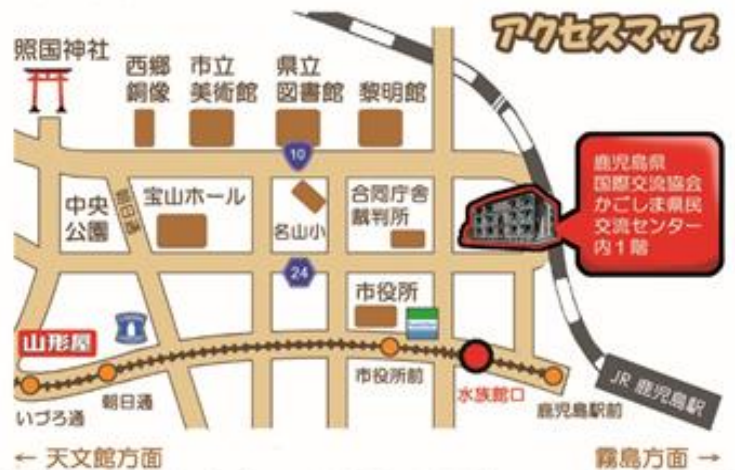 アクセスマップ
照国神社
西郷
銅像
市立
美術館
県立
図書館
黎明館
10
鹿児島県
国際交流協会
かごしま県民
交流センター
内1階
中央
公園
朝日通
宝山ホール
名山小
合同庁舎
裁判所
24
市役所
山形屋
いづろ通
朝日通
市役所前
水族館口
鹿児島駅前
JR 鹿児島駅
← 天文館方面
霧島方面 →